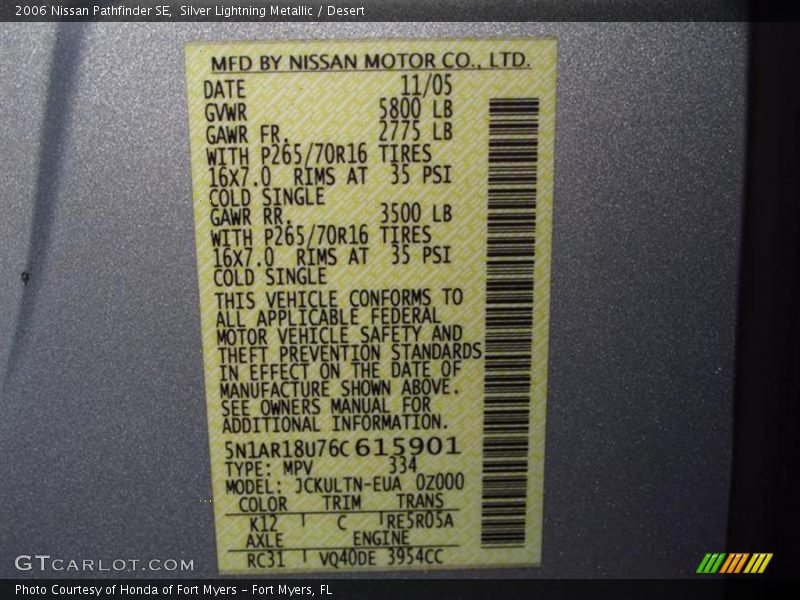 2006 Nissan Pathfinder SE,  Silver Lightning Metallic / Desert
MFD BY NISSAN MOTOR CO., LTD.
DATE 11/05
GVWR 5800 LB
GAWR FR. 2775 LB
WITH P265/70R16 TIRES
16x7.0 RIMS AT 35 PSI
COLD SINGLE
GAWR RR. 3500 LB
WITH P265/70R16 TIRES
16x7.0 RIMS AT 35 PSI
COLD SINGLE
THIS VEHICLE CONFORMS TO
ALL APPLICABLE FEDERAL
MOTOR VEHICLE SAFETY AND
THEFT PREVENTION STANDARDS
IN EFFECT ON THE DATE OF
MANUFACTURE SHOWN ABOVE.
SEE OWNERS MANUAL FOR
ADDITIONAL INFORMATION.
5N1AR18U76C615901
TYPE: MPV 334
MODEL: JCKULTN-EUA 0Z000
COLOR TRIM TRANS
K12 C RE5R05A
AXLE ENGINE
RC31 VQ40DE 3954CC
GTCARLOT.COM
Photo Courtesy of Honda of Fort Myers - Fort Myers, FL